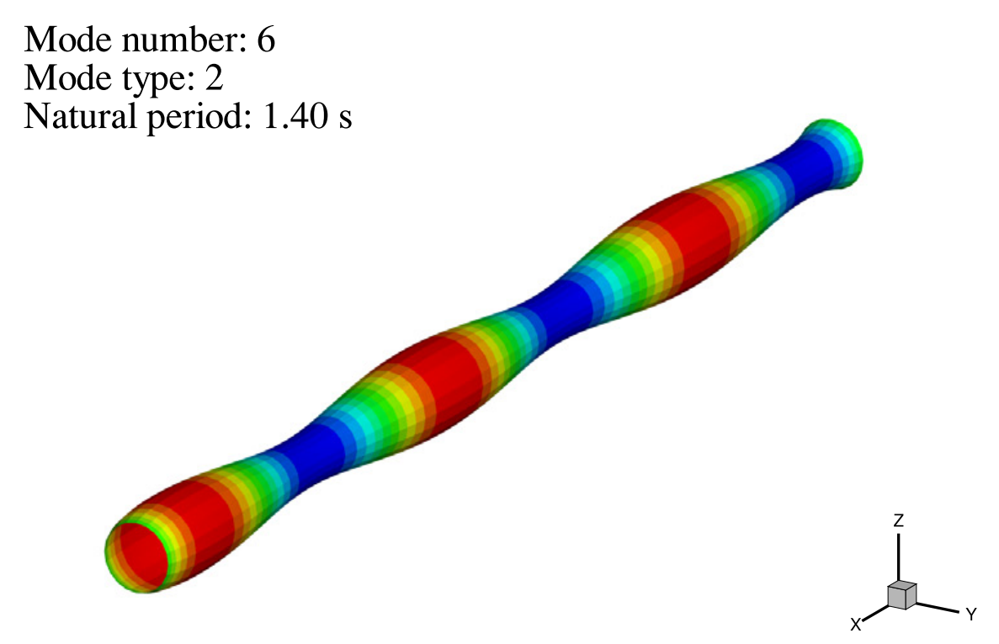 Mode number: 6
Mode type: 2
Natural period: 1.40 s
Z
Y
X